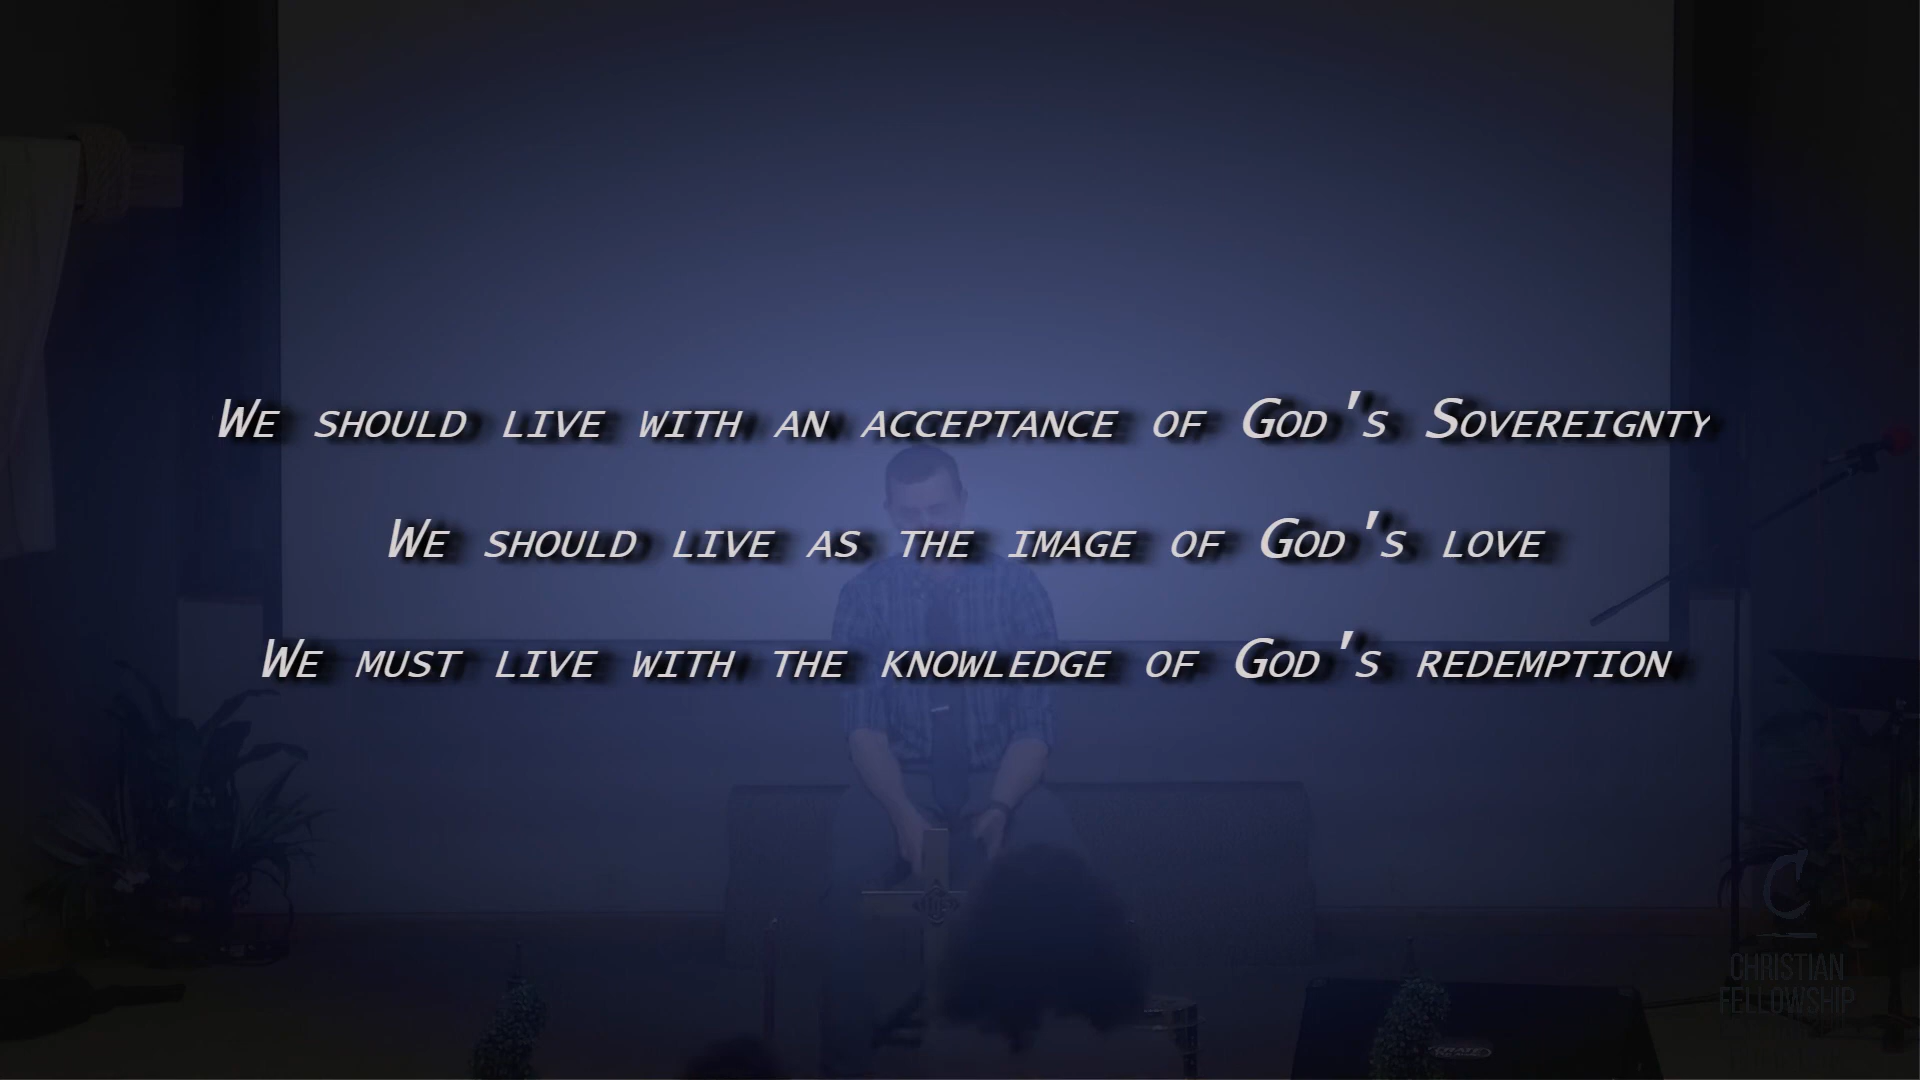 We should live with an acceptance of God's Sovereignty
We should live as the image of God's love
We must live with the knowledge of God's redemption
CHRISTIAN
FELLOWSHIP